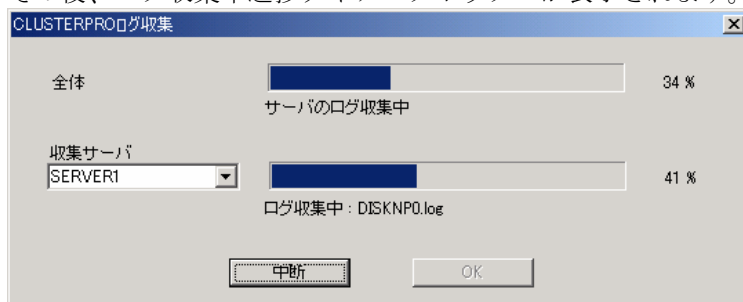 CLUSTERPROログ収集
全体
34 %
サーバのログ収集中
収集サーバ
SERVER1
41 %
ログ収集中 : DISKNP0.log
中断
OK